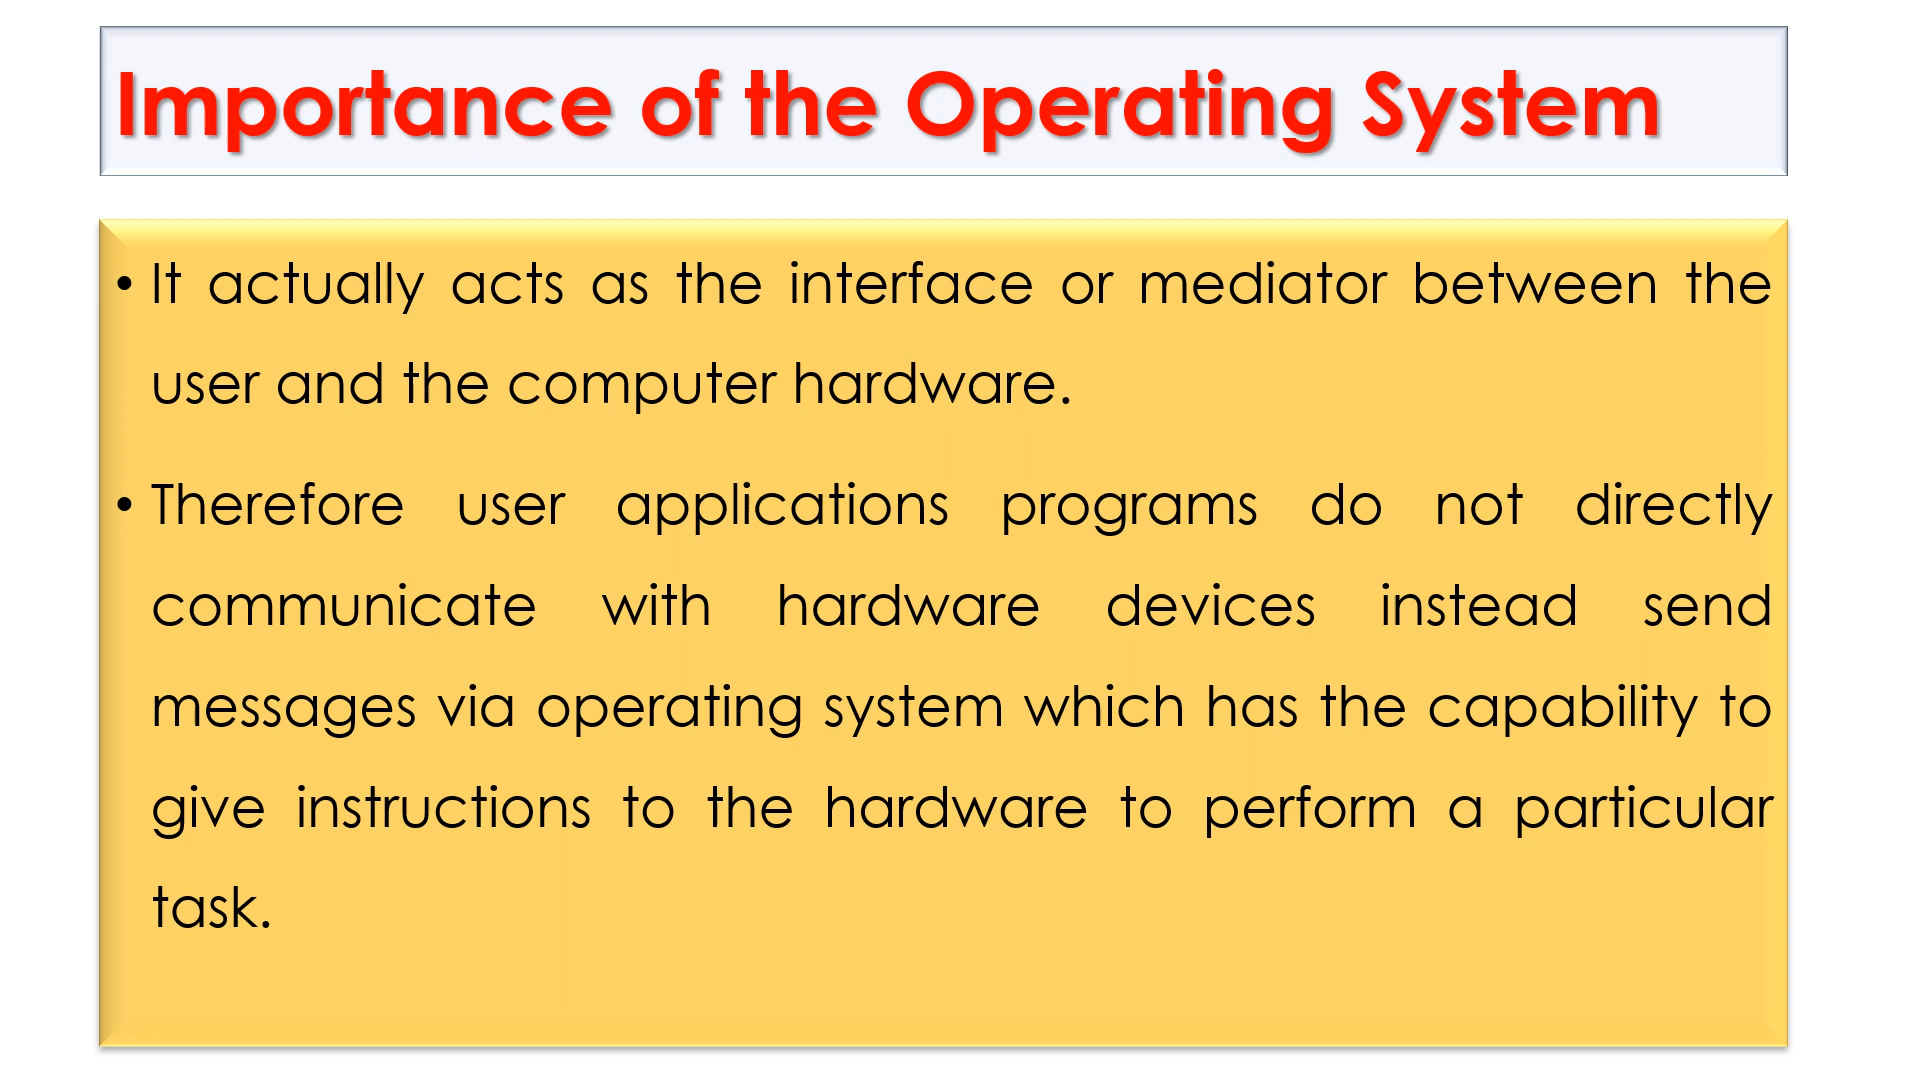 Importance of the Operating System
• It actually acts as the interface or mediator between the
user and the computer hardware.
• Therefore user applications programs do not directly
communicate with hardware devices instead send
messages via operating system which has the capability to
give instructions to the hardware to perform a particular
task.